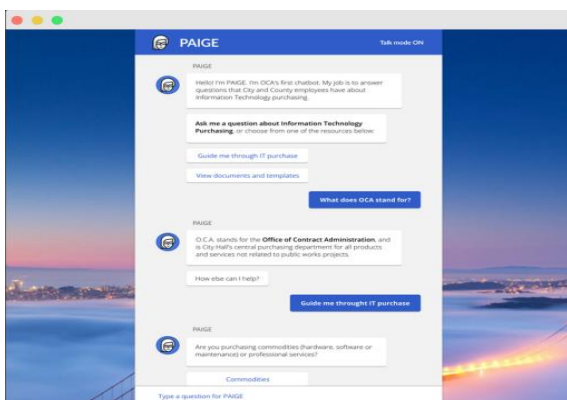 PAIGE
Talk mode ON
PAIGE
Hello! I'm PAIGE. I'm OCA's first chatbot. My job is to answer
questions that City and County employees have about
Information Technology purchasing.
Ask me a question about Information Technology
Purchasing, or choose from one of the resources below:
Guide me through IT purchase
View documents and templates
What does OCA stand for?
PAIGE
O.C.A. stands for the Office of Contract Administration, and
is City Hall's central purchasing department for all products
and services not related to public works projects.
How else can I help?
Guide me throught IT purchase
PAIGE
Are you purchasing commodities (hardware, software or
maintenance) or professional services?
Commodities
Type a question for PAIGE